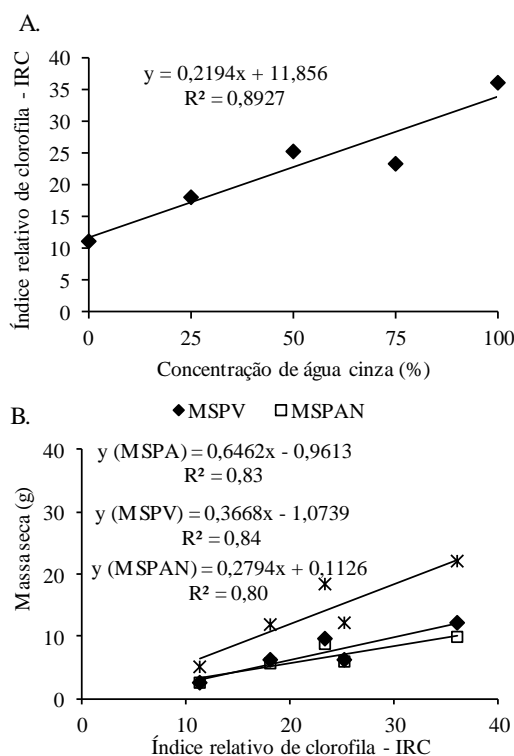 A.
Índice relativo de clorofila - IRC
40
35
30
25
20
15
10
5
0
y = 0,2194x + 11,856
R² = 0,8927
0 25 50 75 100
Concentração de água cinza (%)
MSPV MSPAN
B.
Massa seca (g)
40
30
20
10
0
y (MSPA) = 0,6462x - 0,9613
R² = 0,83
y (MSPV) = 0,3668x - 1,0739
R² = 0,84
y (MSPAN) = 0,2794x + 0,1126
R² = 0,80
0 10 20 30 40
Índice relativo de clorofila - IRC